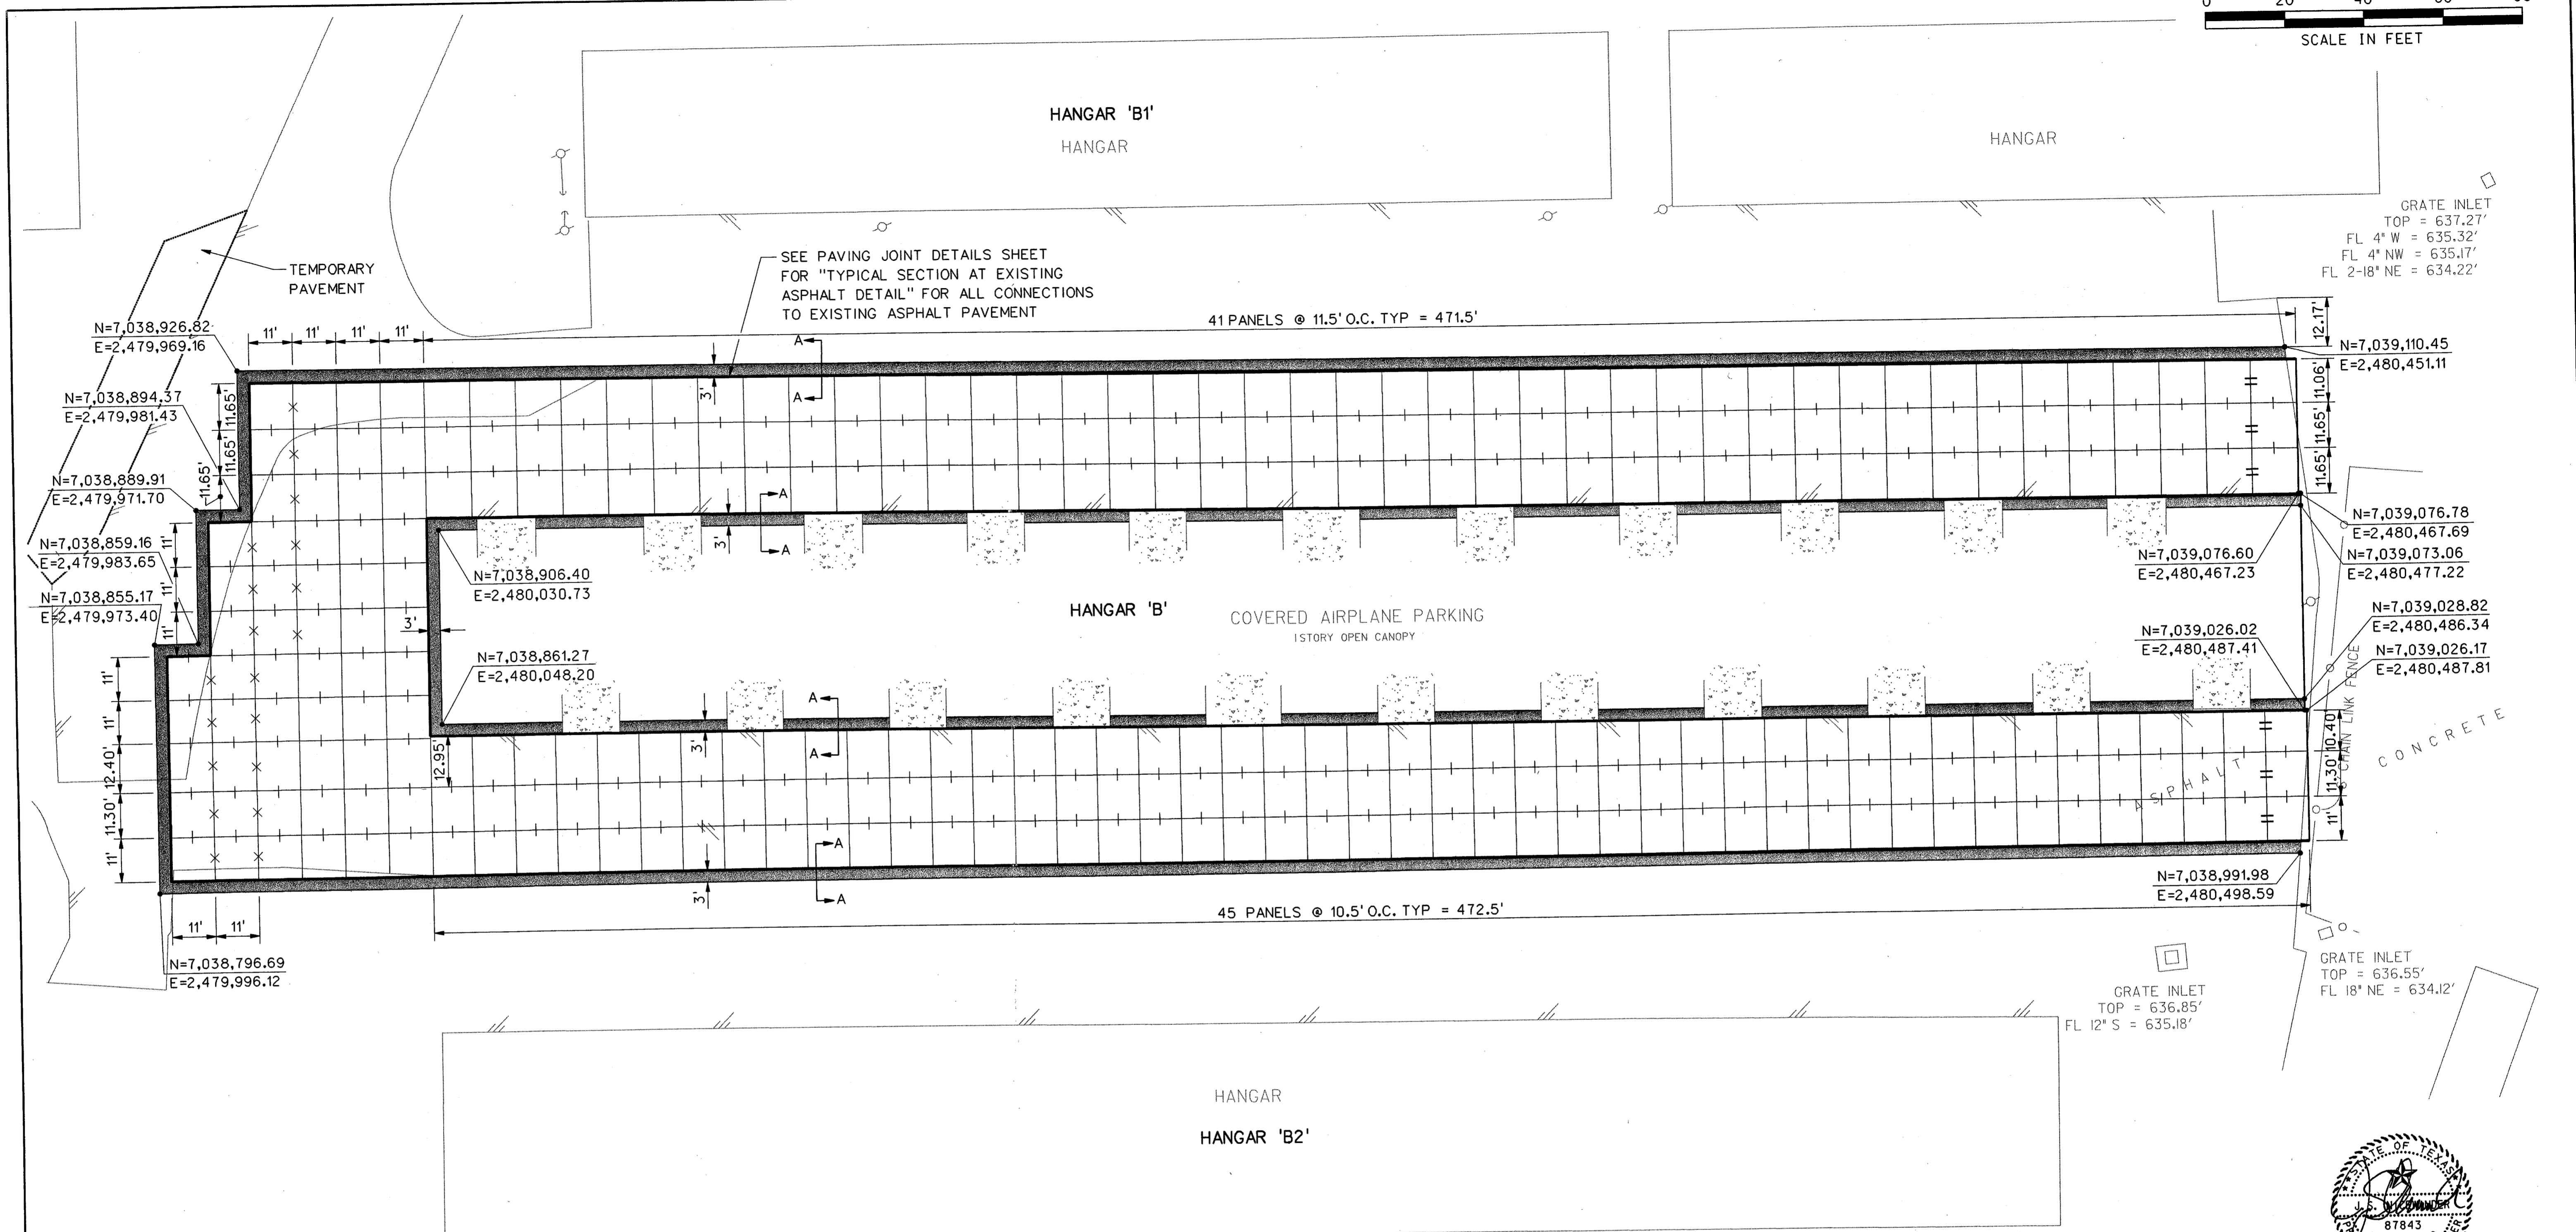 0 20 40
SCALE IN FEET
HANGAR 'B1'
HANGAR
HANGAR
GRATE INLET
TOP = 637.27'
FL 4" W = 635.32'
FL 4" NW = 635.17'
FL 2-18" NE = 634.22'
TEMPORARY
PAVEMENT
SEE PAVING JOINT DETAILS SHEET
FOR "TYPICAL SECTION AT EXISTING
ASPHALT DETAIL" FOR ALL CONNECTIONS
TO EXISTING ASPHALT PAVEMENT
41 PANELS @ 11.5' O.C. TYP = 471.5'
12.17'
N=7,038,926.82
E=2,479,969.16
11' 11' 11' 11'
A
A
3'
N=7,039,110.45
E=2,480,451.11
N=7,038,894.37
E=2,479,981.43
11.65'
11.65'
11.65'
11.06'
11.65'
11.65'
N=7,038,889.91
E=2,479,971.70
A
A
3'
N=7,039,076.78
E=2,480,467.69
N=7,038,859.16
E=2,479,983.65
11'
11'
11'
N=7,039,076.60
E=2,480,467.23
N=7,039,073.06
E=2,480,477.22
N=7,038,906.40
E=2,480,030.73
N=7,038,855.17
E=2,479,973.40
HANGAR 'B'
COVERED AIRPLANE PARKING
1STORY OPEN CANOPY
3'
N=7,039,028.82
E=2,480,486.34
N=7,039,026.02
E=2,480,487.41
N=7,039,026.17
E=2,480,487.81
N=7,038,861.27
E=2,480,048.20
CHAIN LINK FENCE
CONCRETE
ASPHALT
11'
11'
12.40'
11.30'
11'
12.95'
3'
A
A
10.40'
11.30'
11'
A
A
3'
N=7,038,991.98
E=2,480,498.59
45 PANELS @ 10.5' O.C. TYP = 472.5'
11' 11'
N=7,038,796.69
E=2,479,996.12
GRATE INLET
TOP = 636.55'
FL 18" NE = 634.12'
GRATE INLET
TOP = 636.85'
FL 12" S = 635.18'
HANGAR
HANGAR 'B2'
STATE OF TEXAS
87843